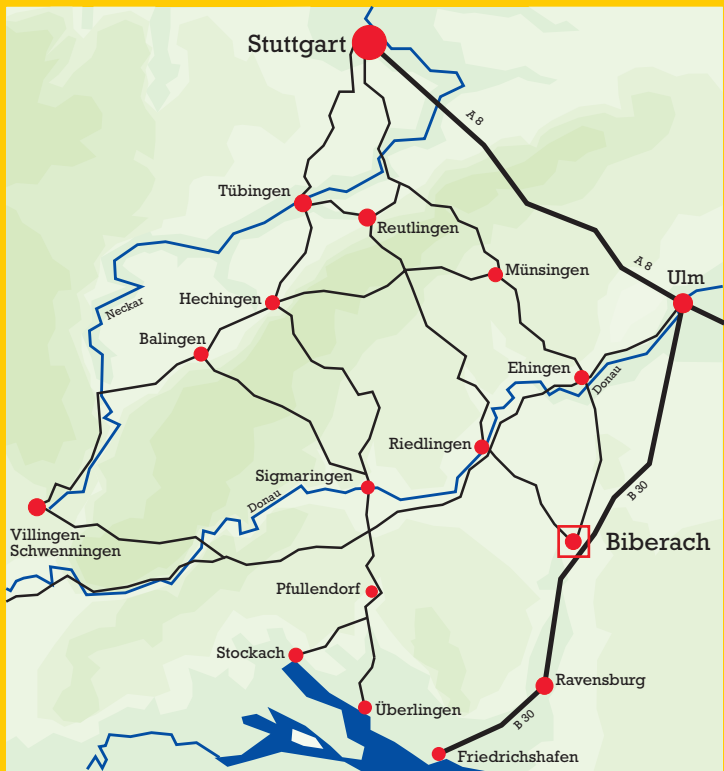 Stuttgart
A 8
Tübingen
Reutlingen
A 8
Münsingen
Ulm
Neckar
Hechingen
Balingen
Ehingen
Donau
Riedlingen
Sigmaringen
Donau
B 30
Villingen-
Schwenningen
Biberach
Pfullendorf
Stockach
Ravensburg
Überlingen
B 30
Friedrichshafen